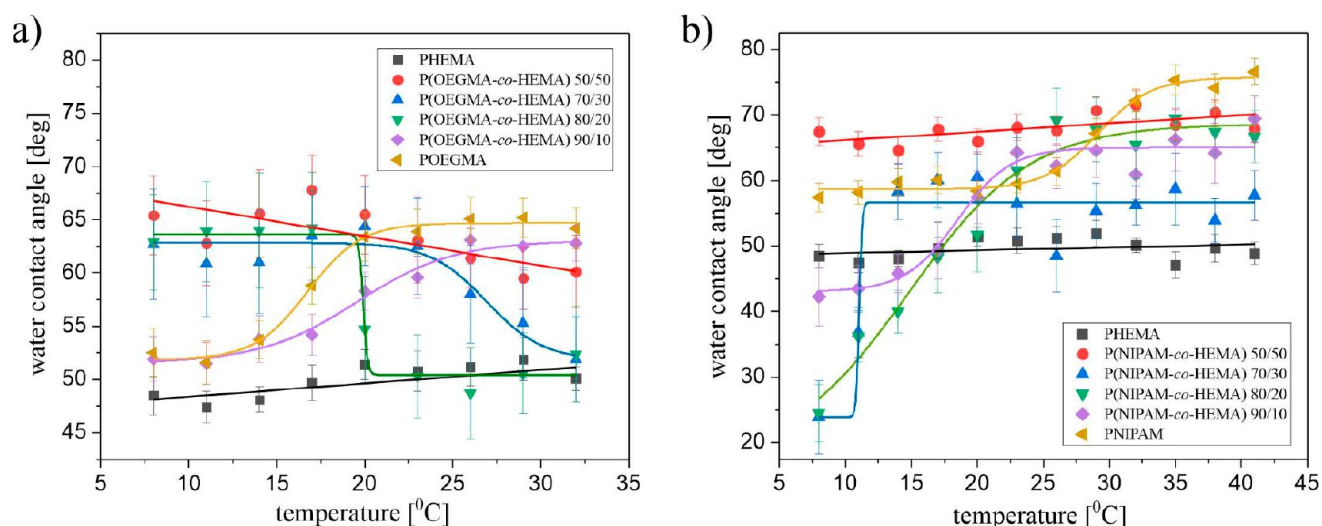 a)
water contact angle [deg]
80
75
70
65
60
55
50
45
PHEMA
P(OEGMA-co-HEMA) 50/50
P(OEGMA-co-HEMA) 70/30
P(OEGMA-co-HEMA) 80/20
P(OEGMA-co-HEMA) 90/10
POEGMA
5 10 15 20 25 30 35
temperature [⁰C]
b)
water contact angle [deg]
80
70
60
50
40
30
20
PHEMA
P(NIPAM-co-HEMA) 50/50
P(NIPAM-co-HEMA) 70/30
P(NIPAM-co-HEMA) 80/20
P(NIPAM-co-HEMA) 90/10
PNIPAM
5 10 15 20 25 30 35 40 45
temperature [⁰C]